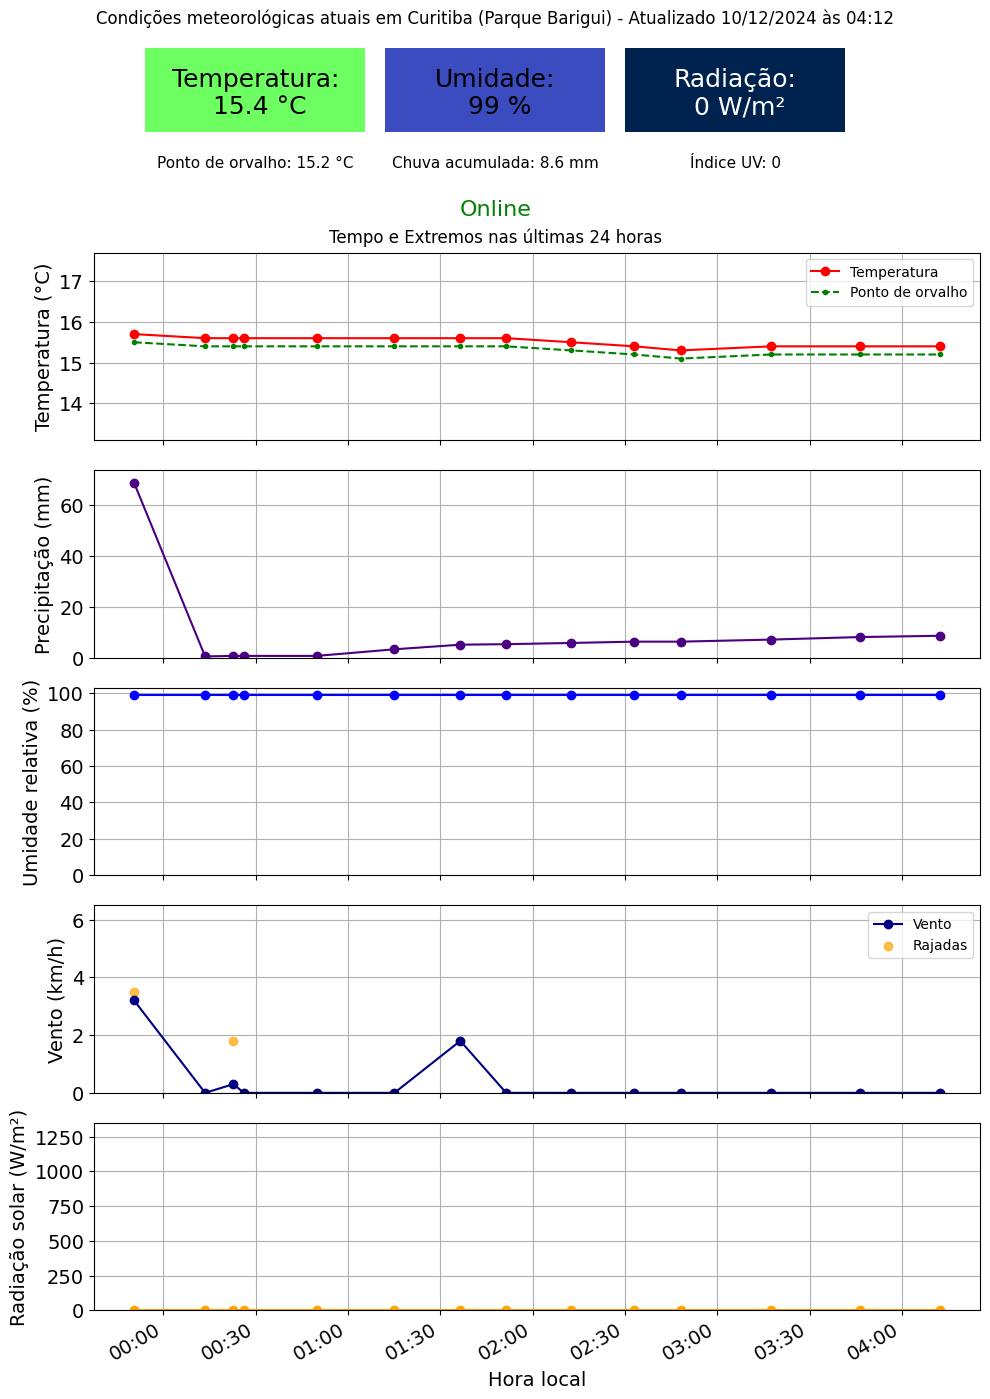 Condições meteorológicas atuais em Curitiba (Parque Barigui) - Atualizado 10/12/2024 às 04:12
Temperatura:
15.4 °C
Umidade:
99 %
Radiação:
0 W/m²
Ponto de orvalho: 15.2 °C
Chuva acumulada: 8.6 mm
Índice UV: 0
Online
Tempo e Extremos nas últimas 24 horas
Temperatura (°C)
17
16
15
14
Temperatura
Ponto de orvalho
Precipitação (mm)
60
40
20
0
Umidade relativa (%)
100
80
60
40
20
0
Vento (km/h)
6
4
2
0
Vento
Rajadas
Radiação solar (W/m²)
1250
1000
750
500
250
0
00:00
00:30
01:00
01:30
02:00
02:30
03:00
03:30
04:00
Hora local